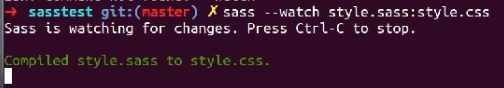 ➜ sasstest git:(master) ✗ sass --watch style.sass:style.css
Sass is watching for changes. Press Ctrl-C to stop.
Compiled style.sass to style.css.